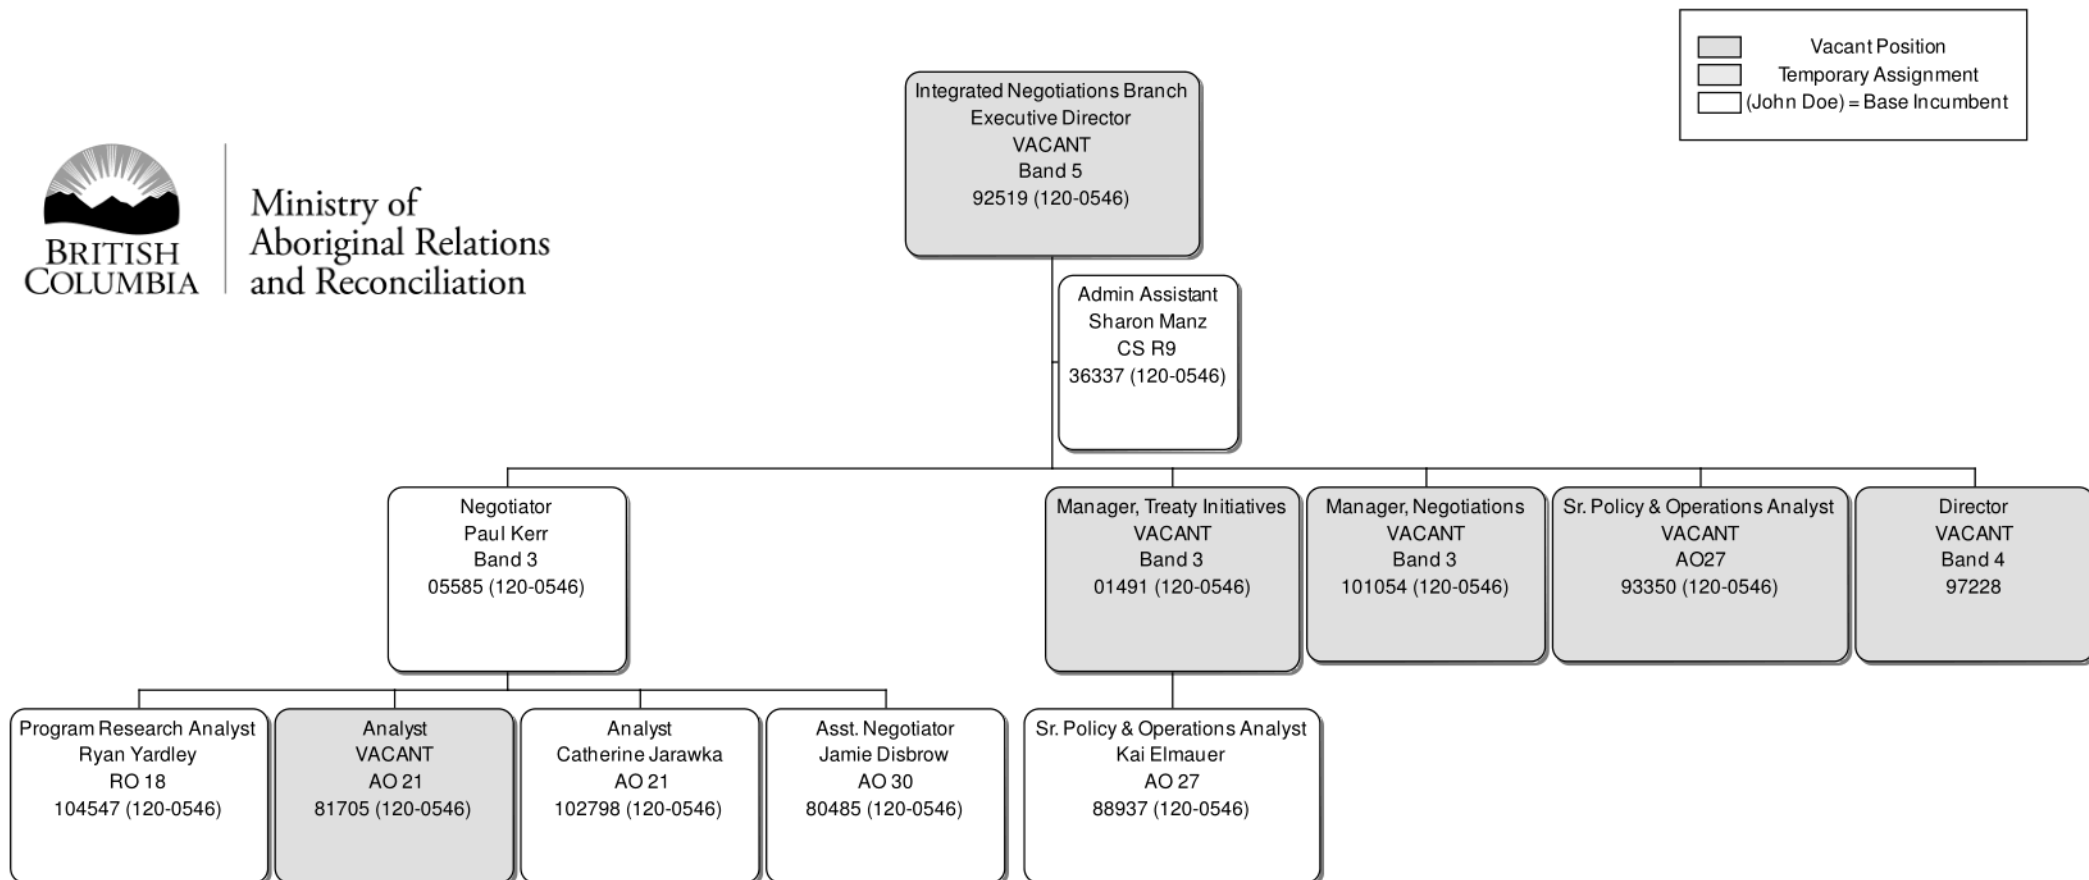 Vacant Position
Temporary Assignment
(John Doe) = Base Incumbent
BRITISH
COLUMBIA
Ministry of
Aboriginal Relations
and Reconciliation
Integrated Negotiations Branch
Executive Director
VACANT
Band 5
92519 (120-0546)
Admin Assistant
Sharon Manz
CS R9
36337 (120-0546)
Negotiator
Paul Kerr
Band 3
05585 (120-0546)
Manager, Treaty Initiatives
VACANT
Band 3
01491 (120-0546)
Manager, Negotiations
VACANT
Band 3
101054 (120-0546)
Sr. Policy & Operations Analyst
VACANT
AO27
93350 (120-0546)
Director
VACANT
Band 4
97228
Program Research Analyst
Ryan Yardley
RO 18
104547 (120-0546)
Analyst
VACANT
AO 21
81705 (120-0546)
Analyst
Catherine Jarawka
AO 21
102798 (120-0546)
Asst. Negotiator
Jamie Disbrow
AO 30
80485 (120-0546)
Sr. Policy & Operations Analyst
Kai Elmauer
AO 27
88937 (120-0546)